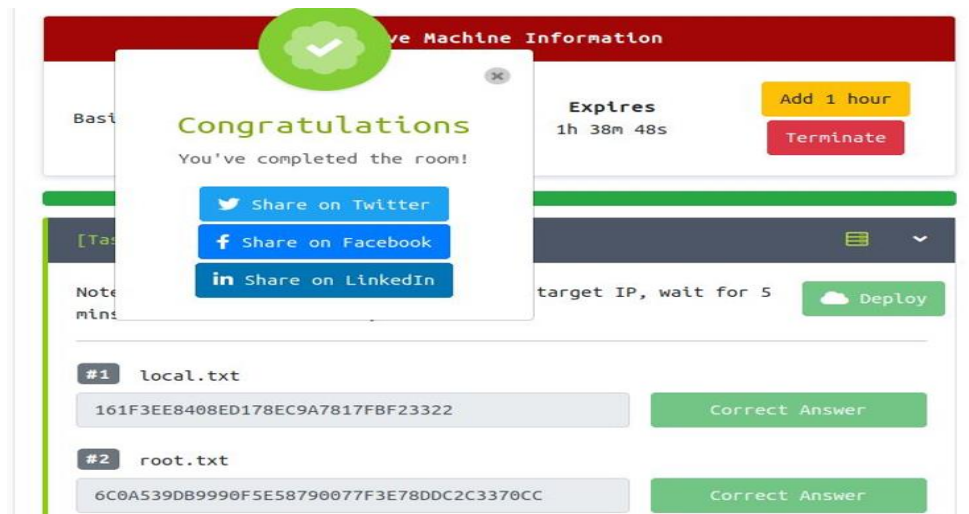 ve Machine Information
Basi
Expires
1h 38m 48s
Add 1 hour
Terminate
Congratulations
You've completed the room!
Share on Twitter
Share on Facebook
Share on LinkedIn
[Tas
Note
target IP, wait for 5
mins
Deploy
#1 local.txt
161F3EE8408ED178EC9A7817FBF23322
Correct Answer
#2 root.txt
6C0A539DB9990F5E58790077F3E78DDC2C3370CC
Correct Answer